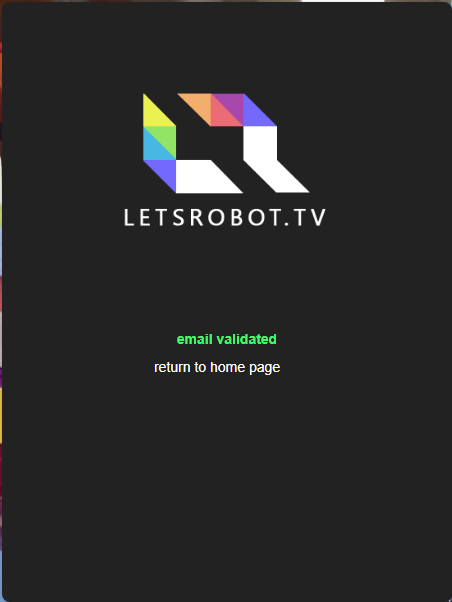 LETSROBOT.TV
email validated
return to home page